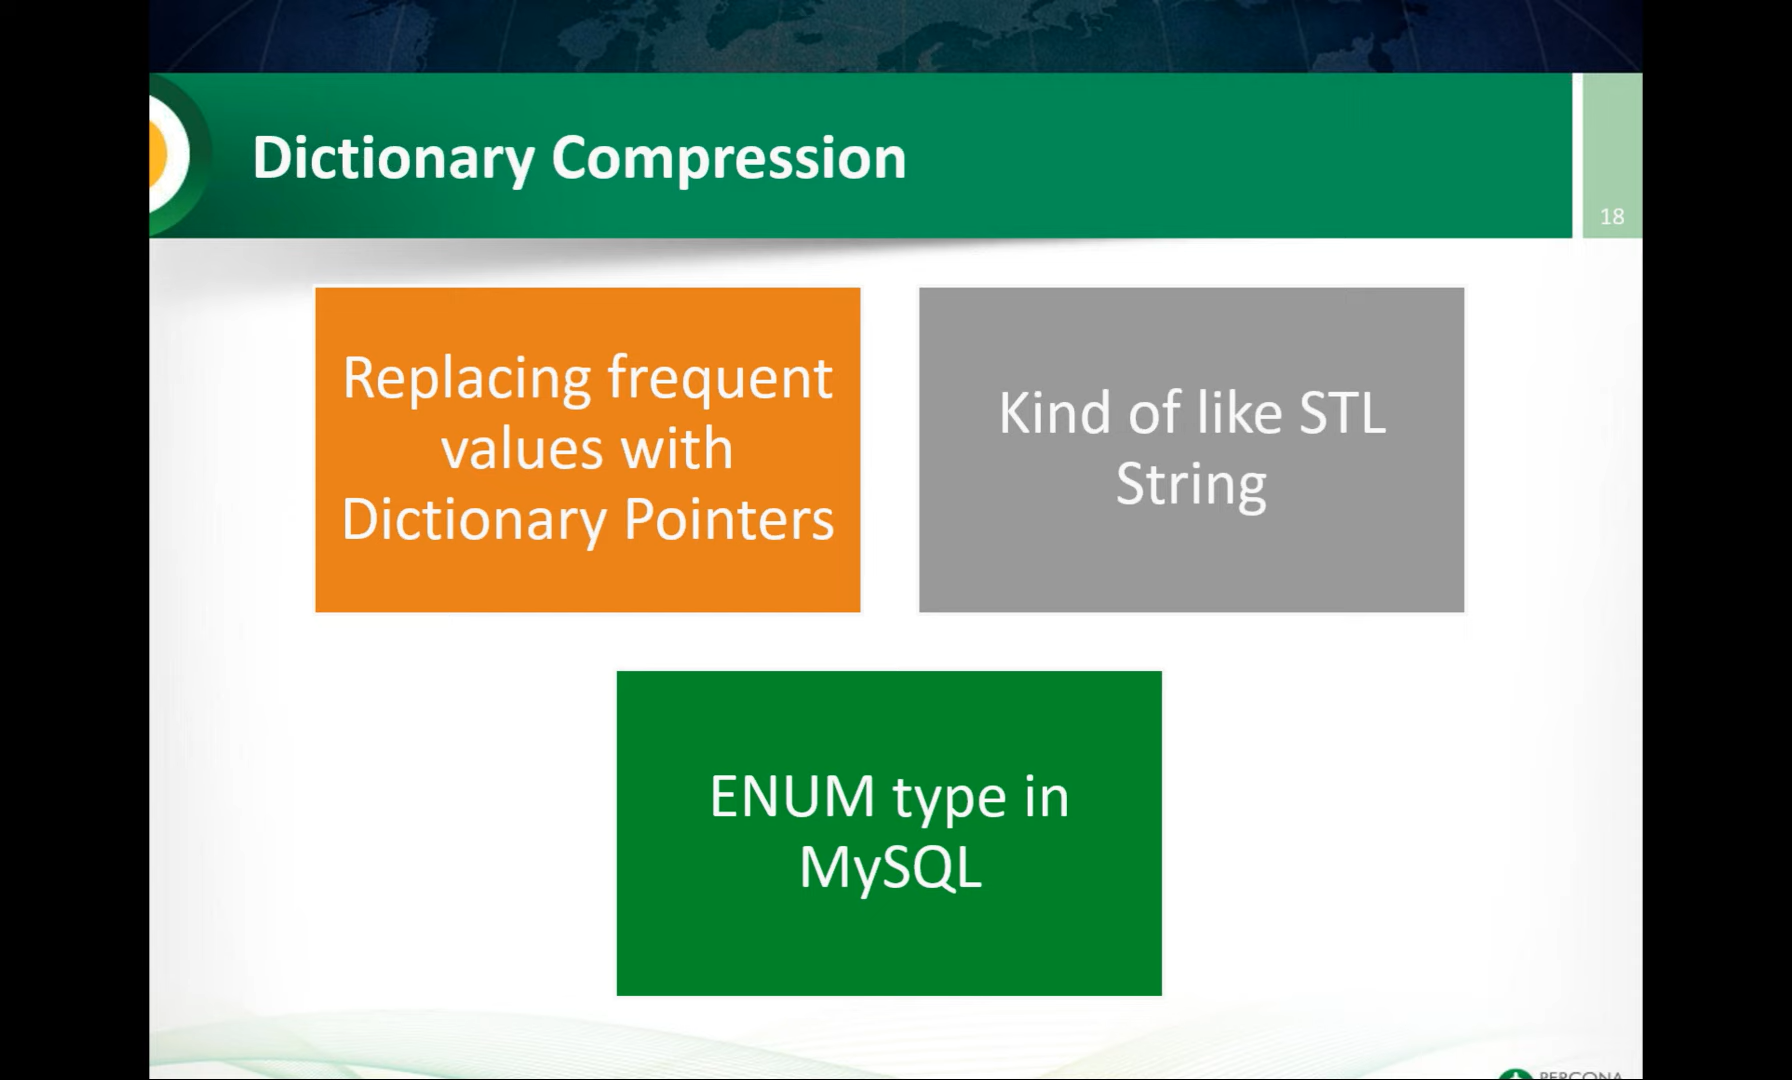 Dictionary Compression
18
Replacing frequent
values with
Dictionary Pointers
Kind of like STL
String
ENUM type in
MySQL
PERCONA